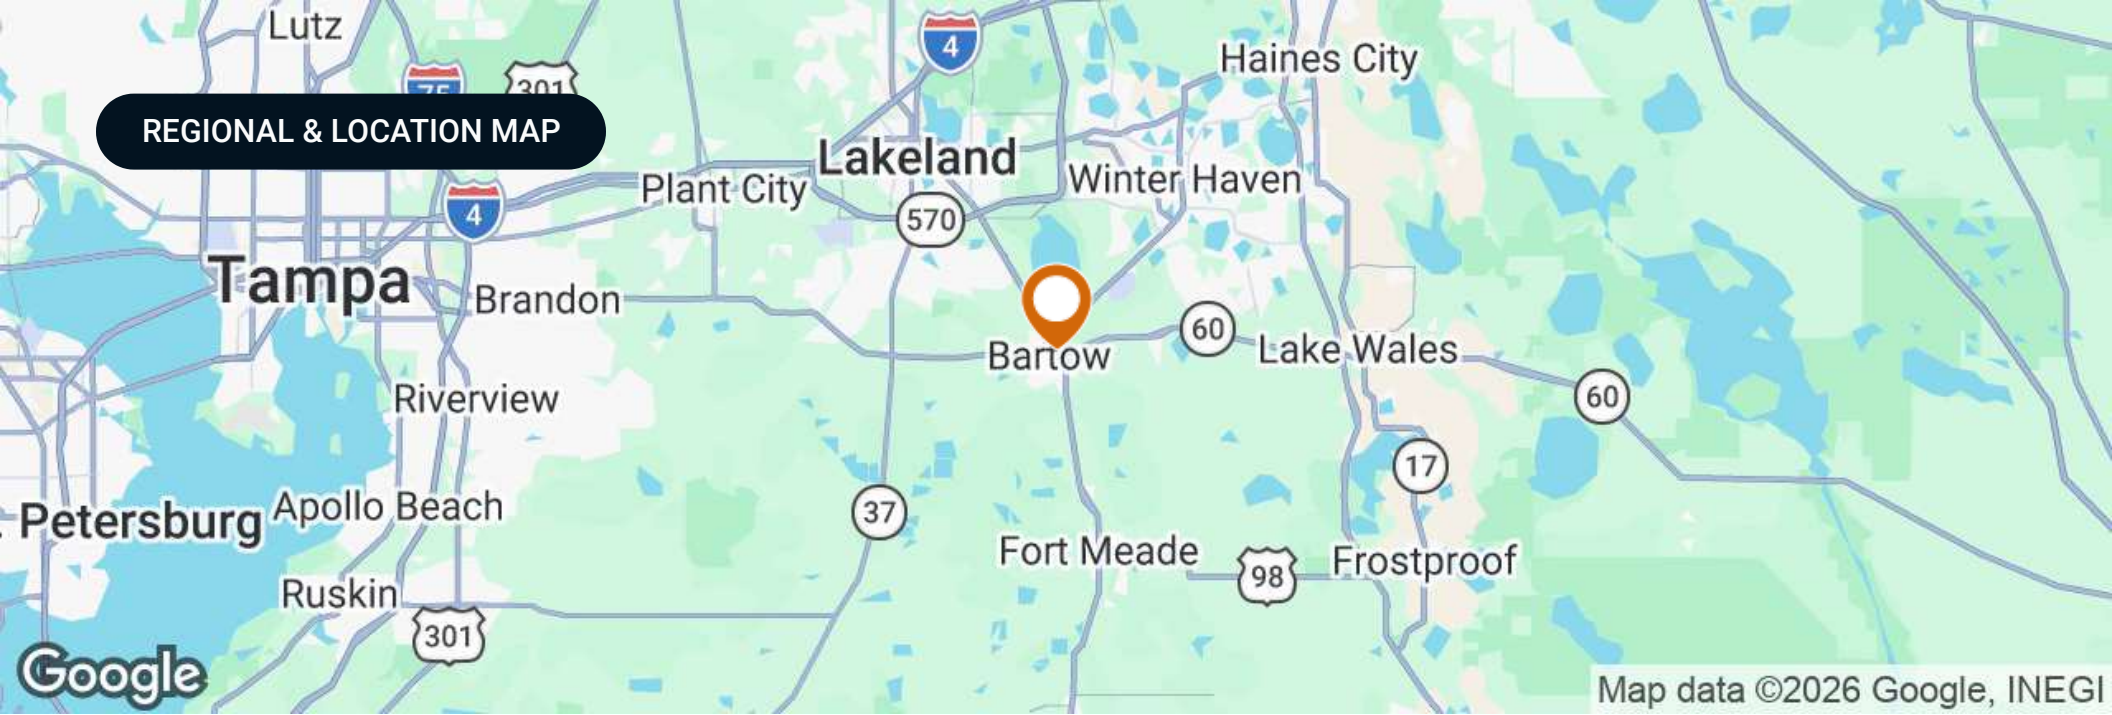 Lutz
4
Haines City
75
301
REGIONAL & LOCATION MAP
Lakeland
Plant City
Winter Haven
4
570
Tampa
Brandon
60
Bartow
Lake Wales
Riverview
60
17
Apollo Beach
. Petersburg
37
Fort Meade
98
Frostproof
Ruskin
301
Google
Map data ©2026 Google, INEGI